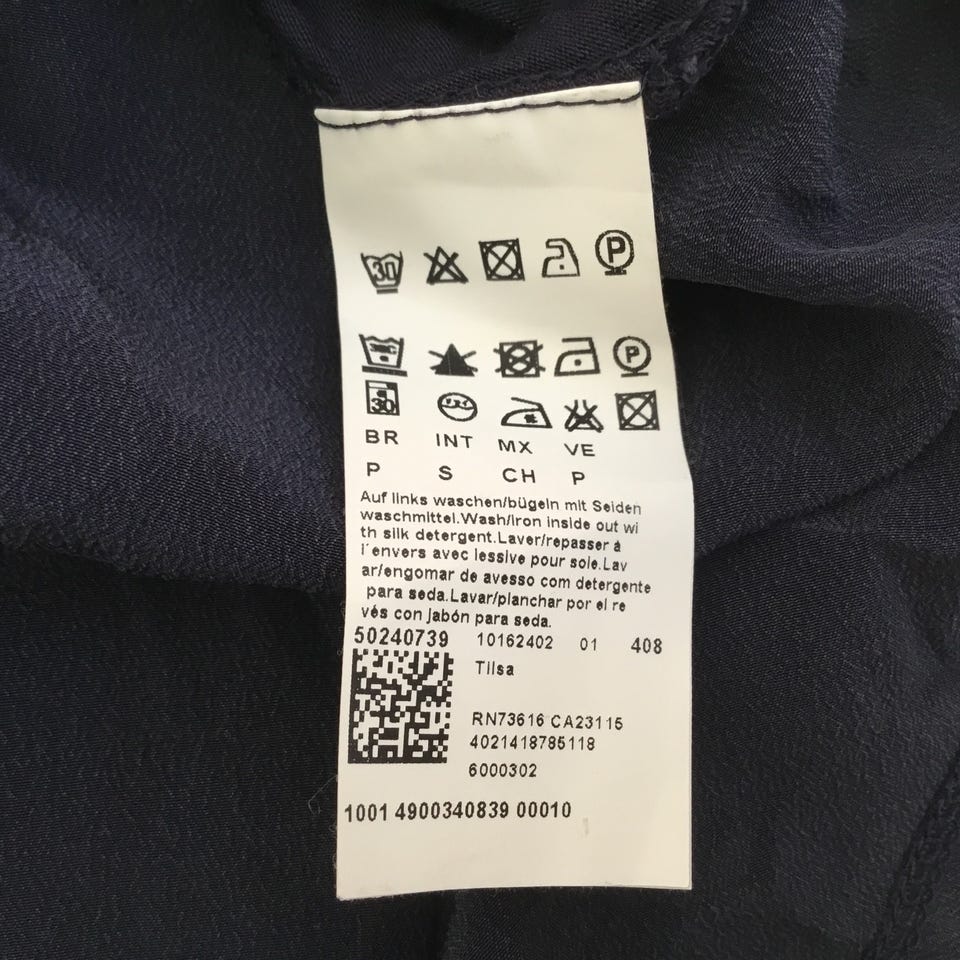 30 P
P
30
BR INT MX VE
P S CH P
Auf links waschen/bügeln mit Seiden
waschmittel.Wash/iron inside out wi
th silk detergent.Laver/repasser à
l´envers avec lessive pour soie.Lav
ar/engomar de avesso com detergente
para seda.Lavar/planchar por el re
vés con jabón para seda.
50240739 10162402 01 408
Tilsa
RN73616 CA23115
4021418785118
6000302
1001 4900340839 00010